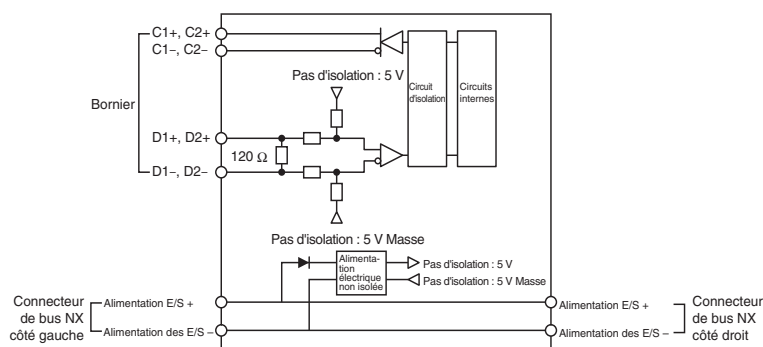 C1+, C2+
C1−, C2−
Pas d'isolation : 5 V
Circuit
d'isolation
Circuits
internes
Bornier
D1+, D2+
120 Ω
D1−, D2−
Pas d'isolation : 5 V Masse
Alimenta-
tion
électrique
non isolée
Pas d'isolation : 5 V
Pas d'isolation : 5 V Masse
Connecteur
de bus NX
côté gauche
Alimentation E/S +
Alimentation des E/S −
Alimentation E/S +
Alimentation des E/S −
Connecteur
de bus NX
côté droit